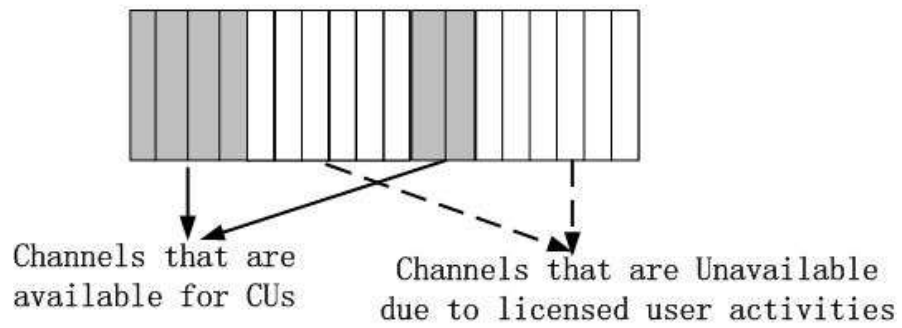 Channels that are
available for CUs
Channels that are Unavailable
due to licensed user activities